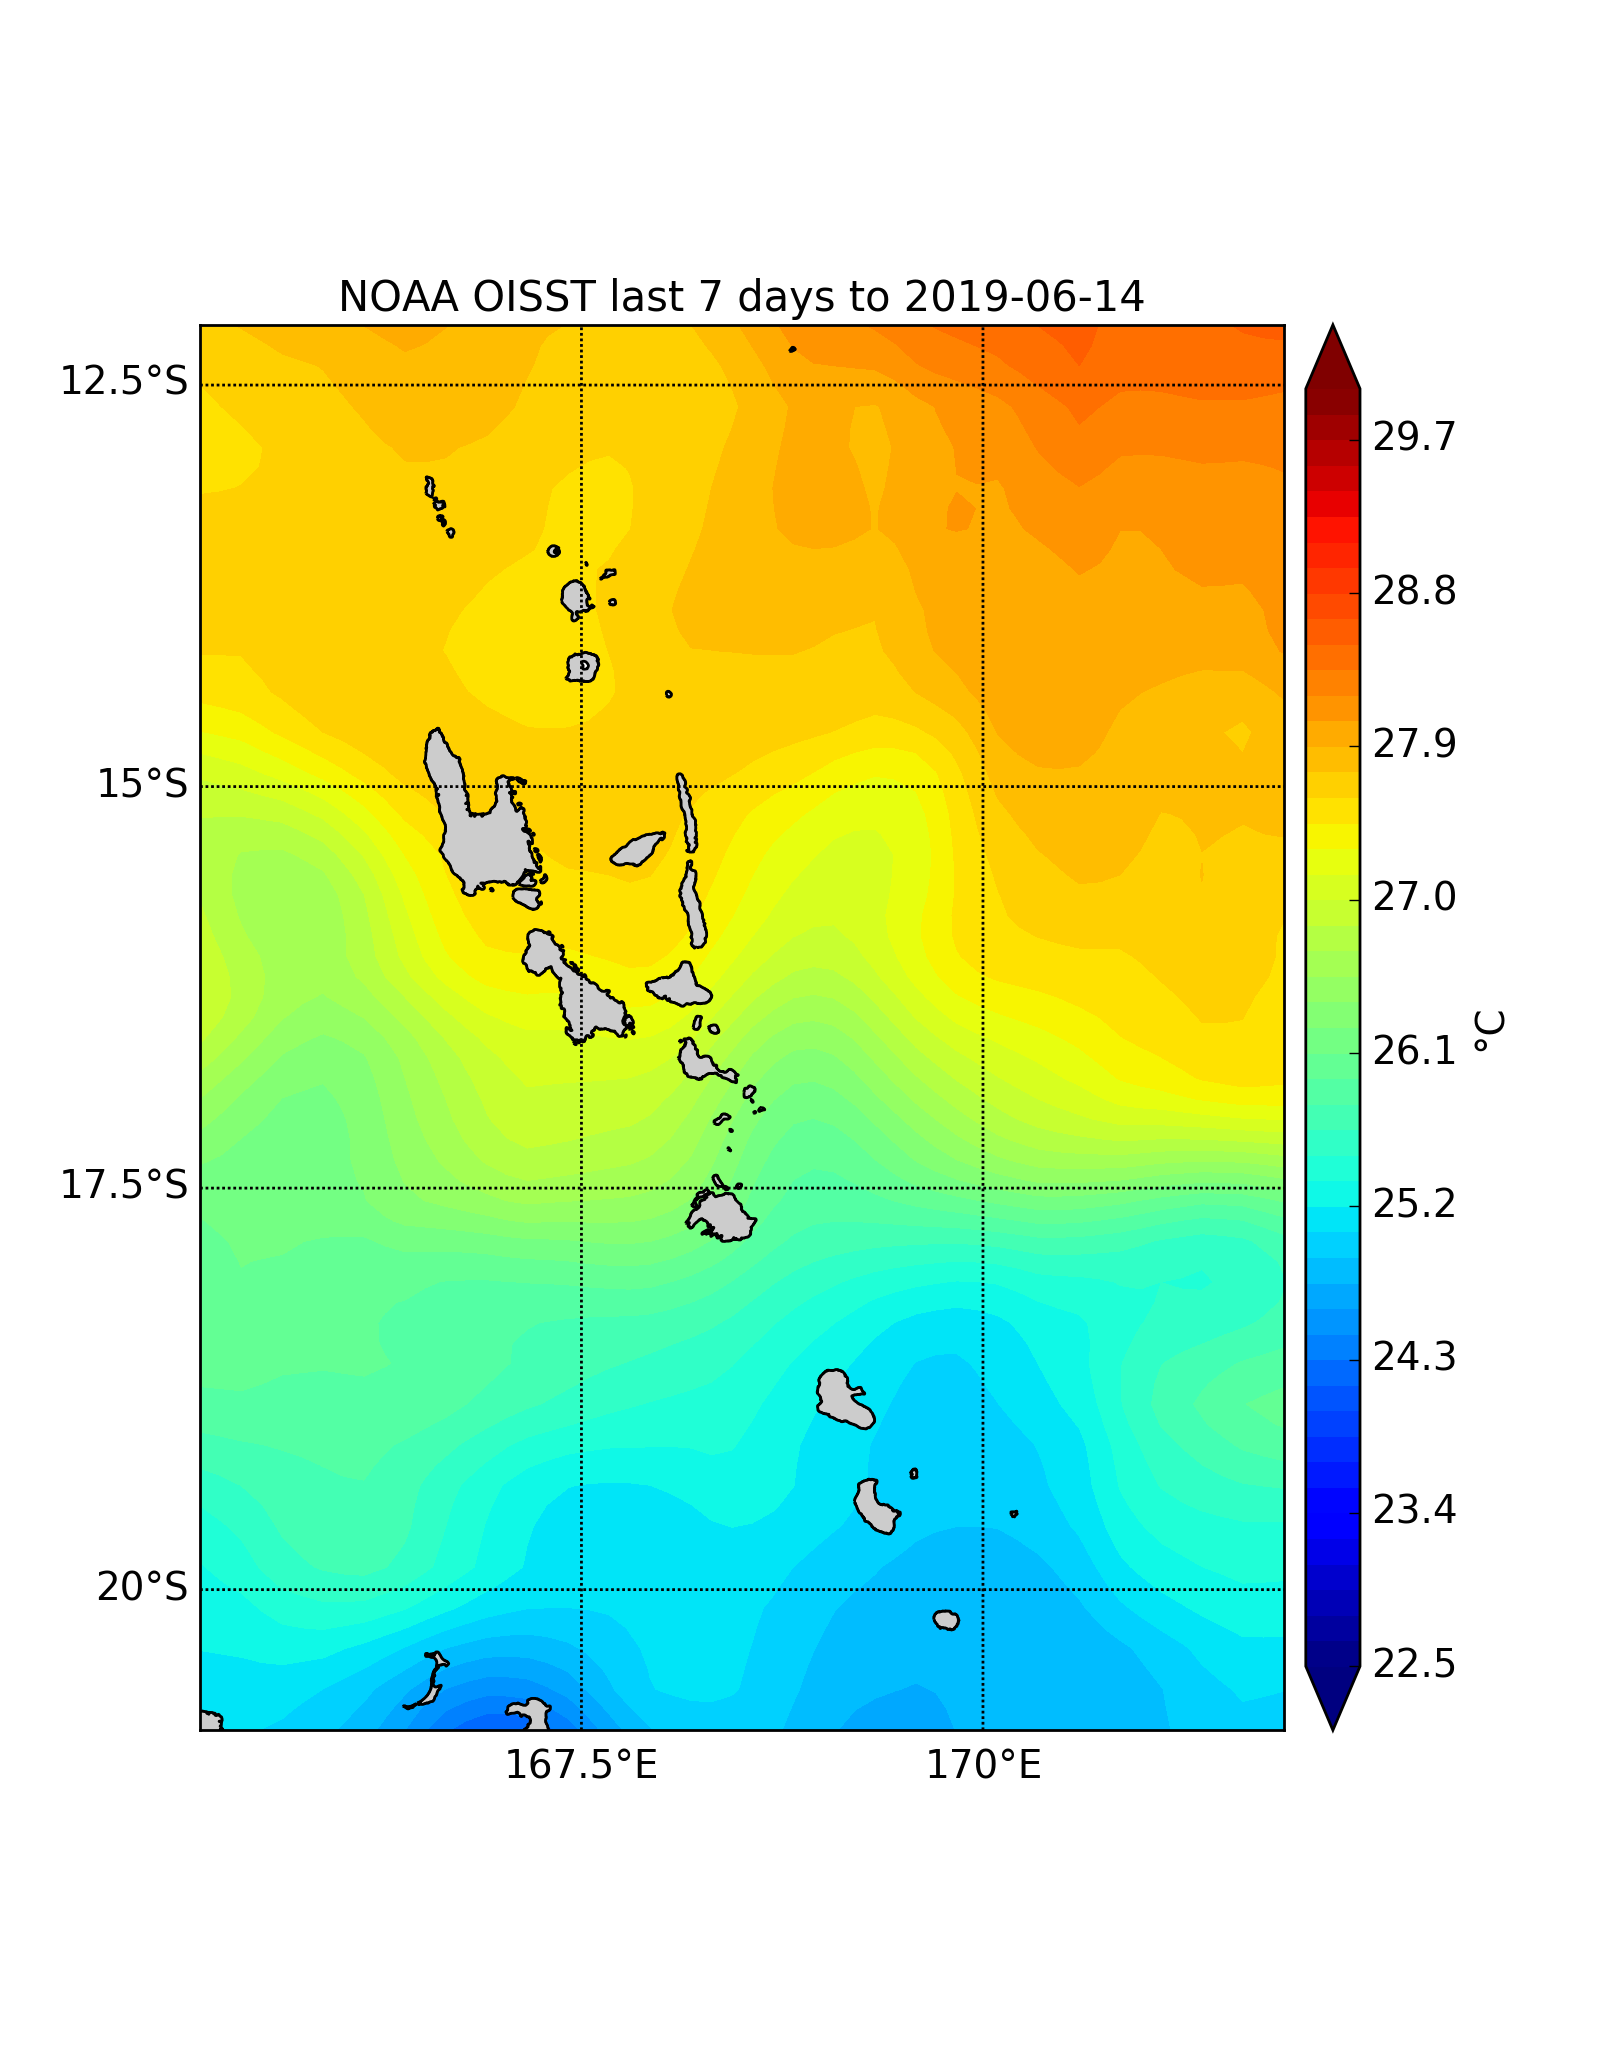 NOAA OISST last 7 days to 2019-06-14
12.5°S
15°S
17.5°S
20°S
167.5°E
170°E
29.7
28.8
27.9
27.0
26.1
25.2
24.3
23.4
22.5
°C